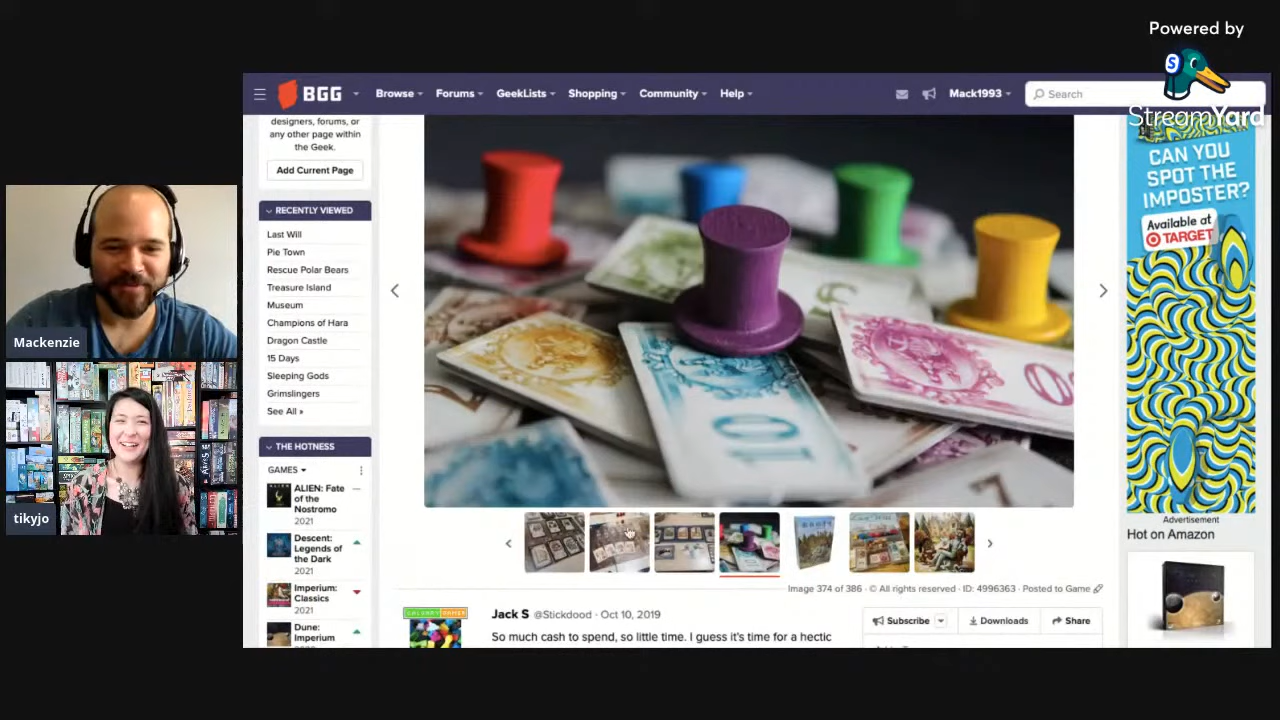 Powered by
S
StreamYard
BGG
Browse
Forums
GeekLists
Shopping
Community
Help
Mack1993
Search
designers, forums, or
any other page within
the Geek.
Add Current Page
RECENTLY VIEWED
Last Will
Pie Town
Rescue Polar Bears
Treasure Island
Museum
Champions of Hara
Dragon Castle
15 Days
Sleeping Gods
Grimslingers
See All »
THE HOTNESS
GAMES
ALIEN: Fate
of the
Nostromo
2021
Descent:
Legends of
the Dark
2021
Imperium:
Classics
2021
Dune:
Imperium
10
Image 374 of 386 · © All rights reserved · ID: 4996363 · Posted to Game
Jack S @Stickdood · Oct 10, 2019
So much cash to spend, so little time. I guess it's time for a hectic
Subscribe
Downloads
Share
CAN YOU
SPOT THE
IMPOSTER?
Available at
TARGET
Advertisement
Hot on Amazon
Mackenzie
tikyjo